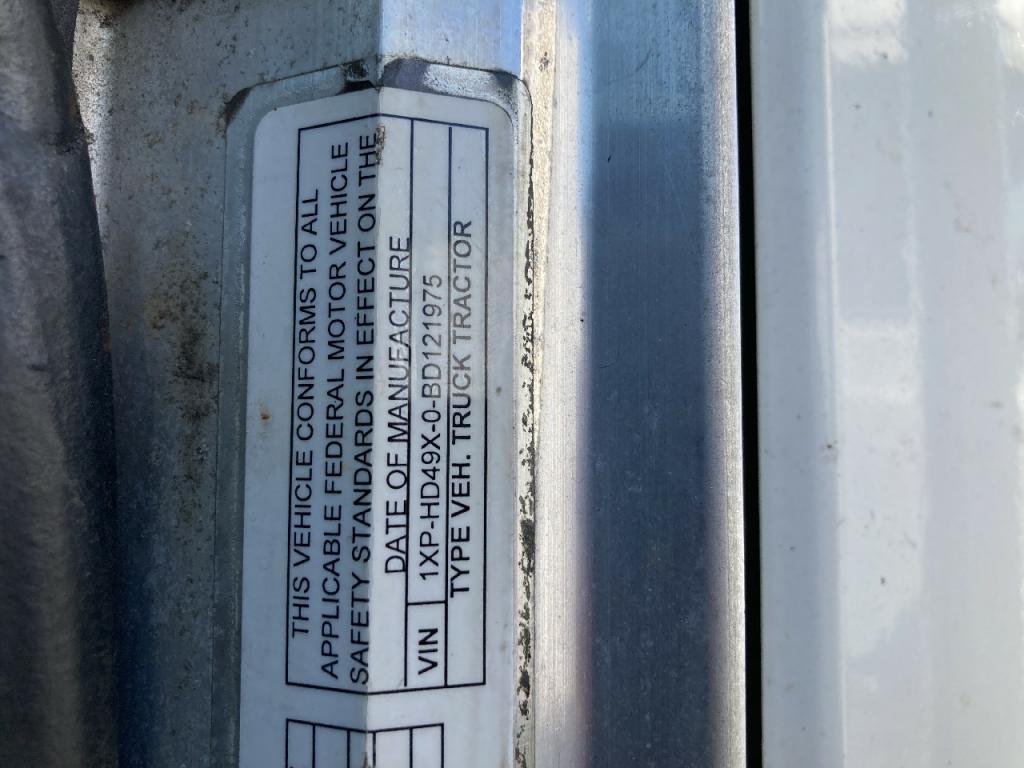 THIS VEHICLE CONFORMS TO ALL
APPLICABLE FEDERAL MOTOR VEHICLE
SAFETY STANDARDS IN EFFECT ON THE
DATE OF MANUFACTURE
VIN 1XP-HD49X-0-BD121975
TYPE VEH. TRUCK TRACTOR